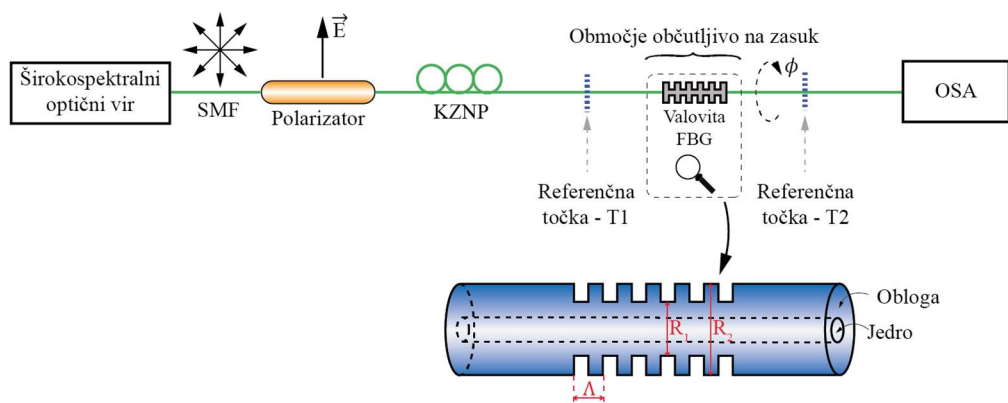 Širokospektralni
optični vir
SMF
E
Polarizator
KZNP
Območje občutljivo na zasuk
Valovita
FBG
ϕ
OSA
Referenčna
točka - T1
Referenčna
točka - T2
R₁
R₂
Λ
Obloga
Jedro